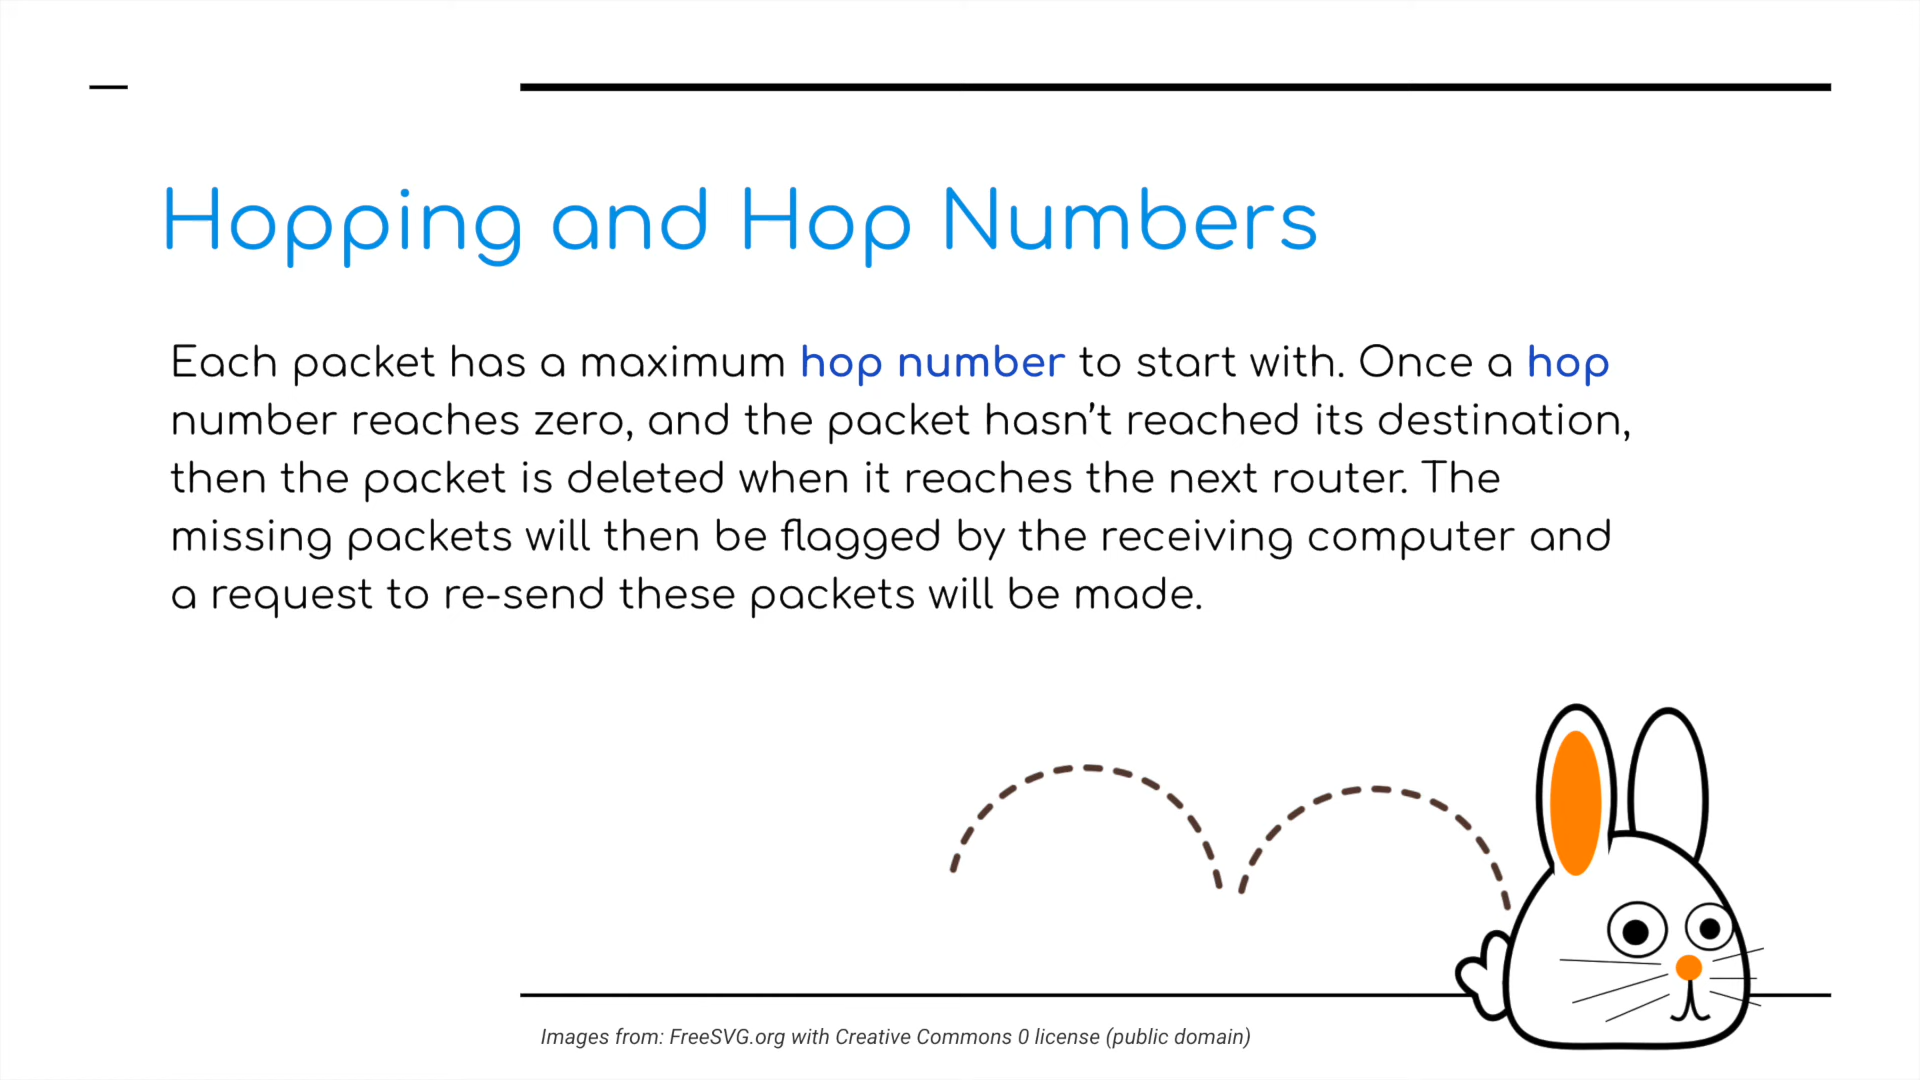 Hopping and Hop Numbers
Each packet has a maximum hop number to start with. Once a hop
number reaches zero, and the packet hasn’t reached its destination,
then the packet is deleted when it reaches the next router. The
missing packets will then be flagged by the receiving computer and
a request to re-send these packets will be made.
Images from: FreeSVG.org with Creative Commons 0 license (public domain)